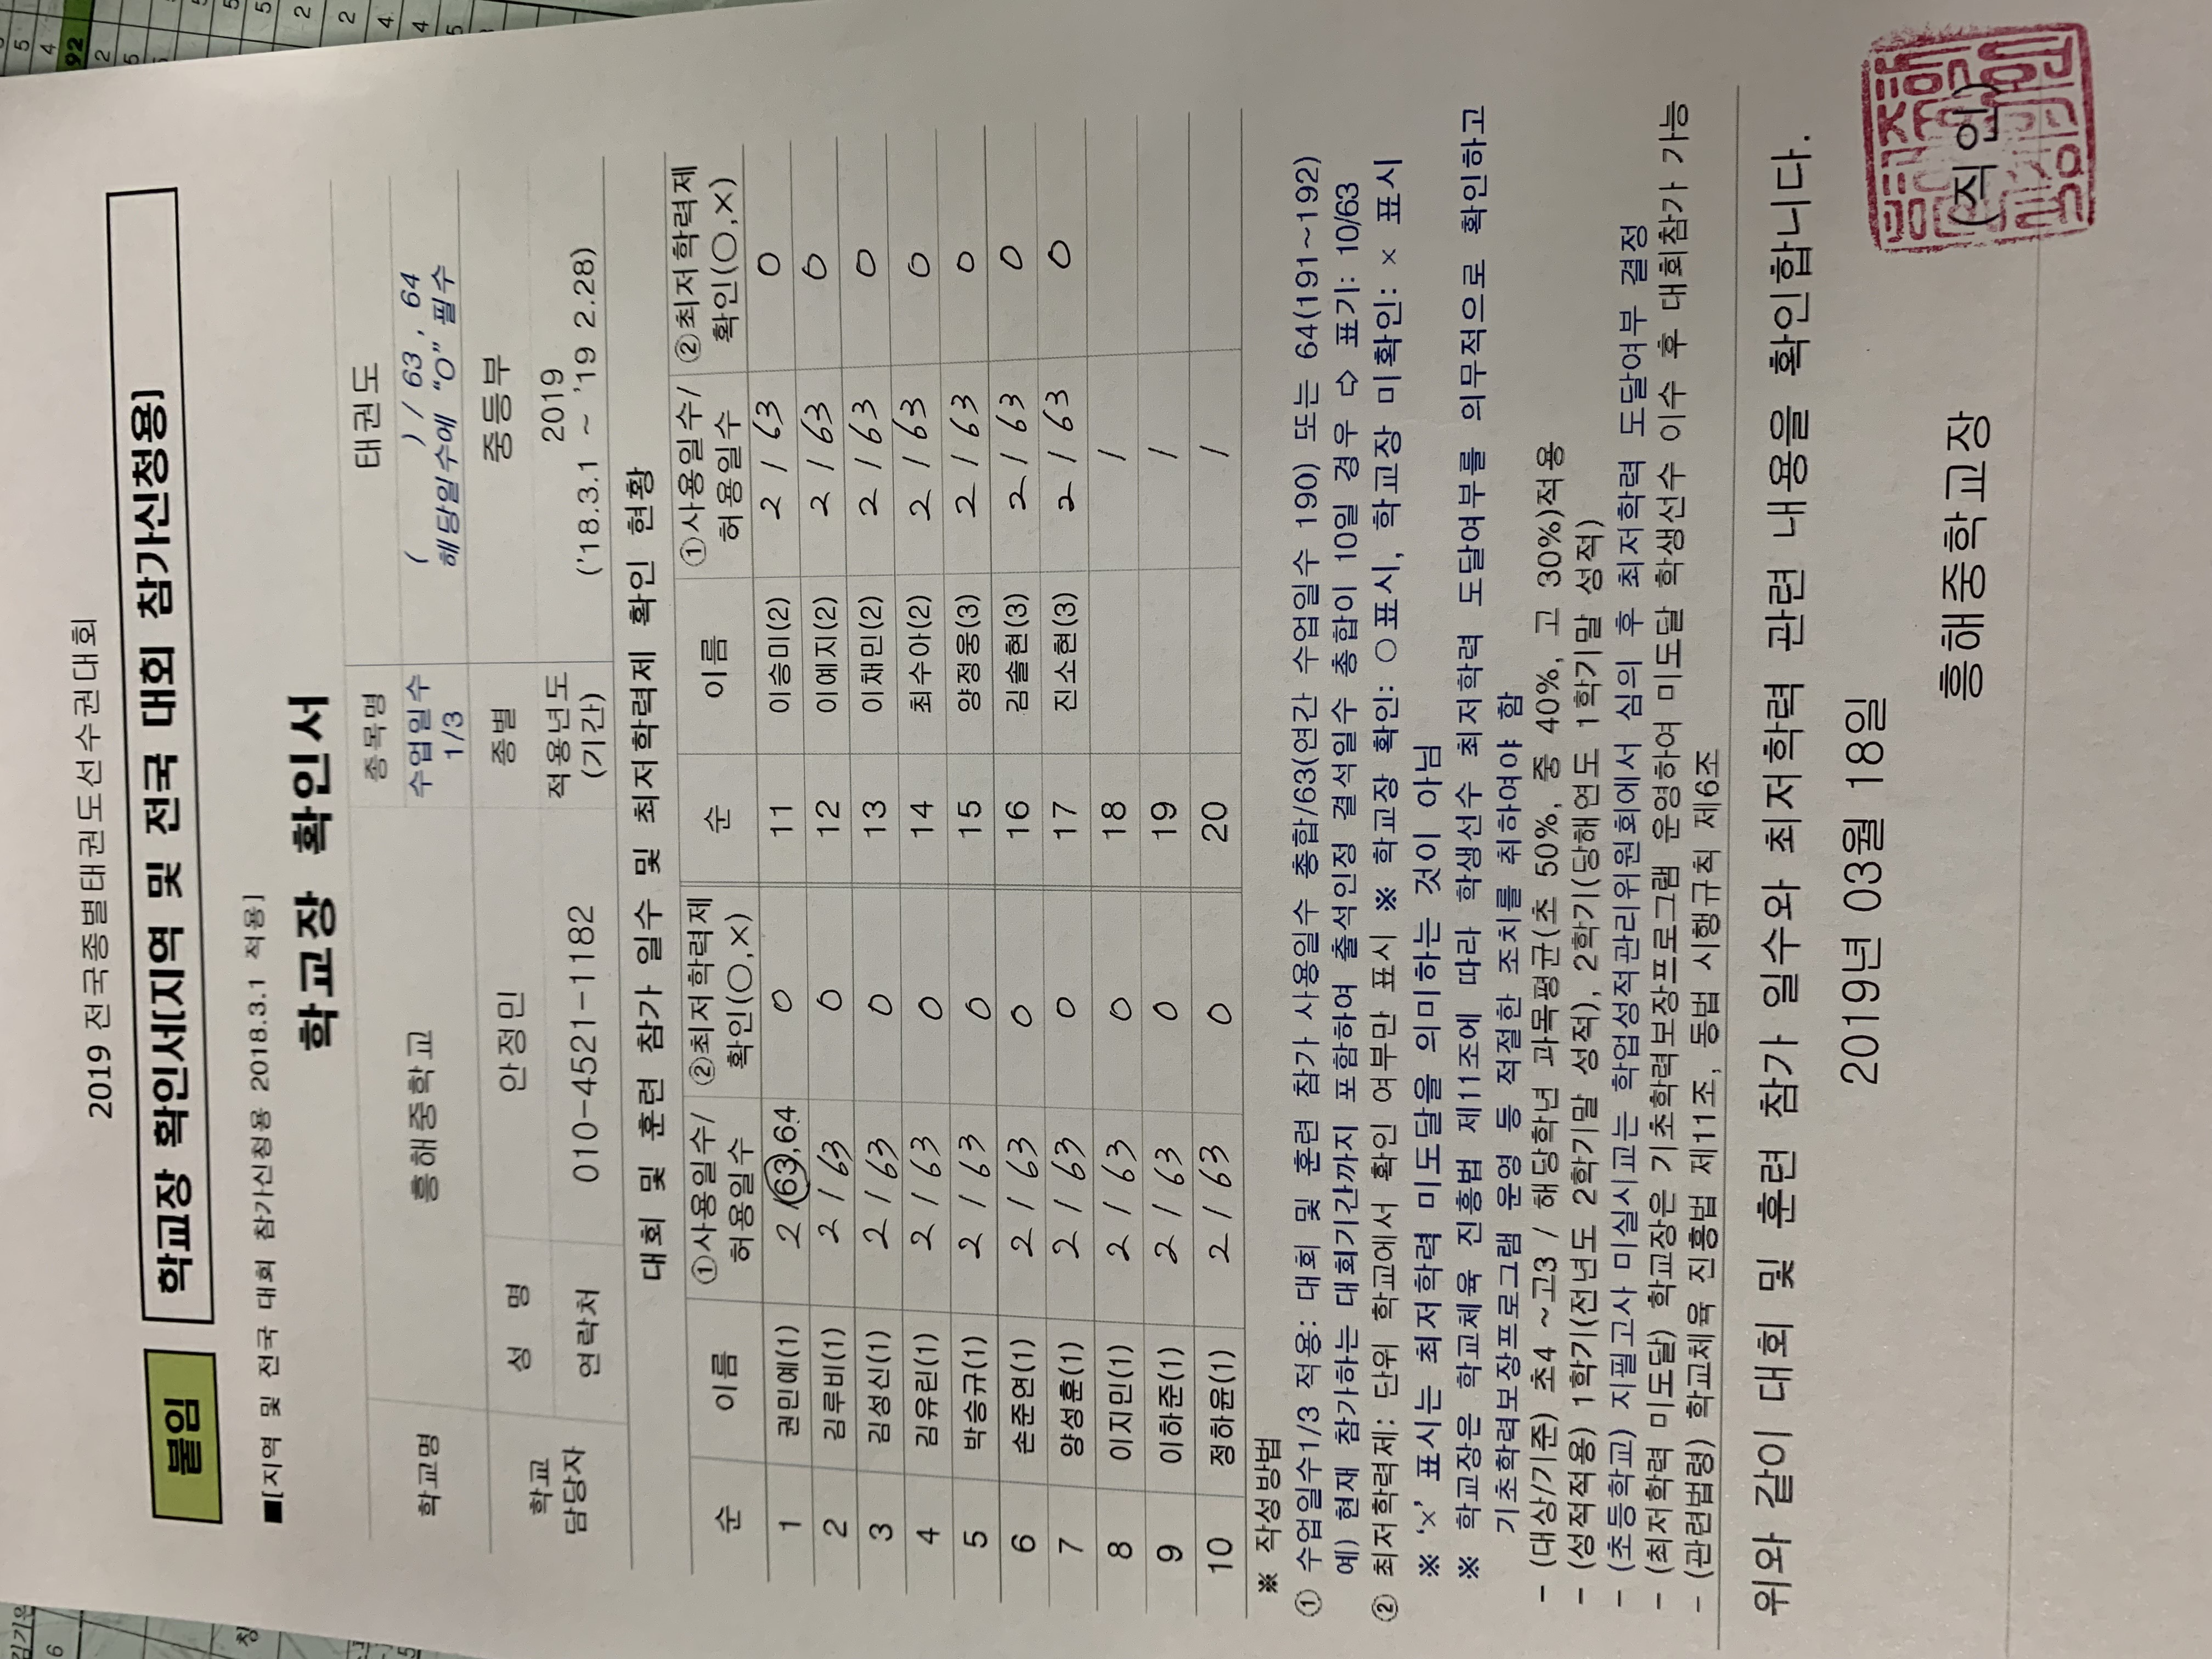 2019 전국종별태권도선수권대회
붙임 학교장 확인서[지역 및 전국 대회 참가신청용]
■[지역 및 전국 대회 참가신청용 2018.3.1 적용]
학교장 확인서
학교명 흥해중학교 종목명 태권도
수업일수 1/3 ( ) / 63 , 64
해당일수에 "O" 필수
학교 담당자 성 명 안정민 종별 중등부
연락처 010-4521-1182 적용년도 (기간) 2019
('18.3.1 ~ '19 2.28)
대회 및 훈련 참가 일수 및 최저학력제 확인 현황
순 이름 ①사용일수/허용일수 ②최저학력제 확인(○,×) 순 이름 ①사용일수/허용일수 ②최저학력제 확인(○,×)
1 권민예(1) 2/63,64 0 11 이승미(2) 2/63 0
2 김루비(1) 2/63 0 12 이예지(2) 2/63 0
3 김성신(1) 2/63 0 13 이채민(2) 2/63 0
4 김유린(1) 2/63 0 14 최수아(2) 2/63 0
5 박승규(1) 2/63 0 15 양정웅(3) 2/63 0
6 손준연(1) 2/63 0 16 김솔현(3) 2/63 0
7 양성훈(1) 2/63 0 17 진소현(3) 2/63 0
8 이지민(1) 2/63 0 18 /
9 이하준(1) 2/63 0 19 /
10 정하윤(1) 2/63 0 20 /
※ 작성방법
① 수업일수1/3 적용: 대회 및 훈련 참가 사용일수 총합/63(연간 수업일수 190) 또는 64(191~192)
예) 현재 참가하는 대회기간까지 포함하여 출석인정 결석일수 총합이 10일 경우 ⇨ 표기: 10/63
② 최저학력제: 단위 학교에서 확인 여부만 표시 ※ 학교장 확인: ○표시, 학교장 미확인: × 표시
※ '×' 표시는 최저학력 미도달을 의미하는 것이 아님
※ 학교장은 학교체육 진흥법 제11조에 따라 학생선수 최저학력 도달여부를 의무적으로 확인하고
기초학력보장프로그램 운영 등 적절한 조치를 취하여야 함
- (대상/기준) 초4 ~고3 / 해당학년 과목평균(초 50%, 중 40%, 고 30%)적용
- (성적적용) 1학기(전년도 2학기말 성적), 2학기(당해연도 1학기말 성적)
- (초등학교) 지필고사 미실시교는 학업성적관리위원회에서 심의 후 최저학력 도달여부 결정
- (최저학력 미도달) 학교장은 기초학력보장프로그램 운영하여 미도달 학생선수 이수 후 대회참가 가능
- (관련법령) 학교체육 진흥법 제11조, 동법 시행규칙 제6조
위와 같이 대회 및 훈련 참가 일수와 최저학력 관련 내용을 확인합니다.
2019년 03월 18일
흥해중학교장 (직인)